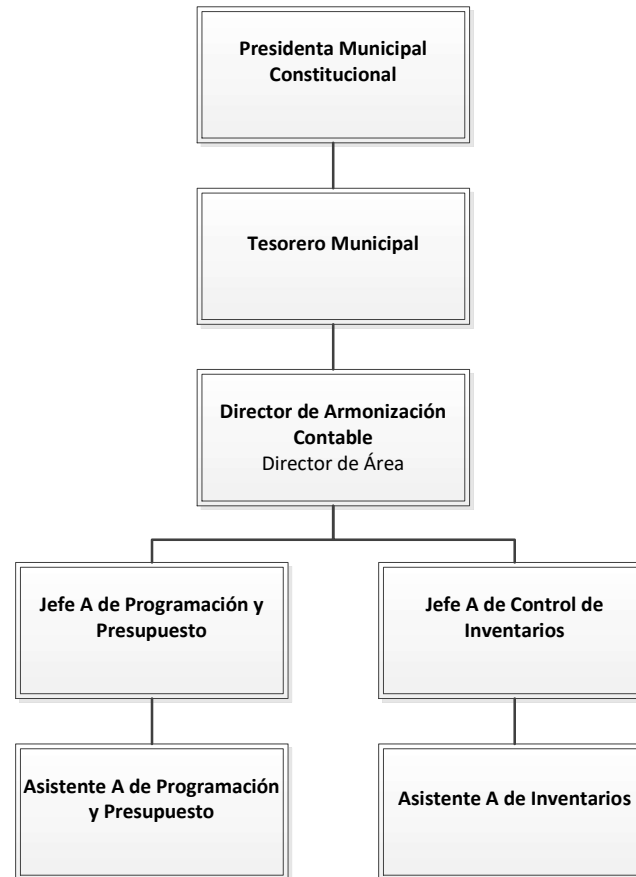 Presidenta Municipal
Constitucional
Tesorero Municipal
Director de Armonización
Contable
Director de Área
Jefe A de Programación y
Presupuesto
Jefe A de Control de
Inventarios
Asistente A de Programación
y Presupuesto
Asistente A de Inventarios